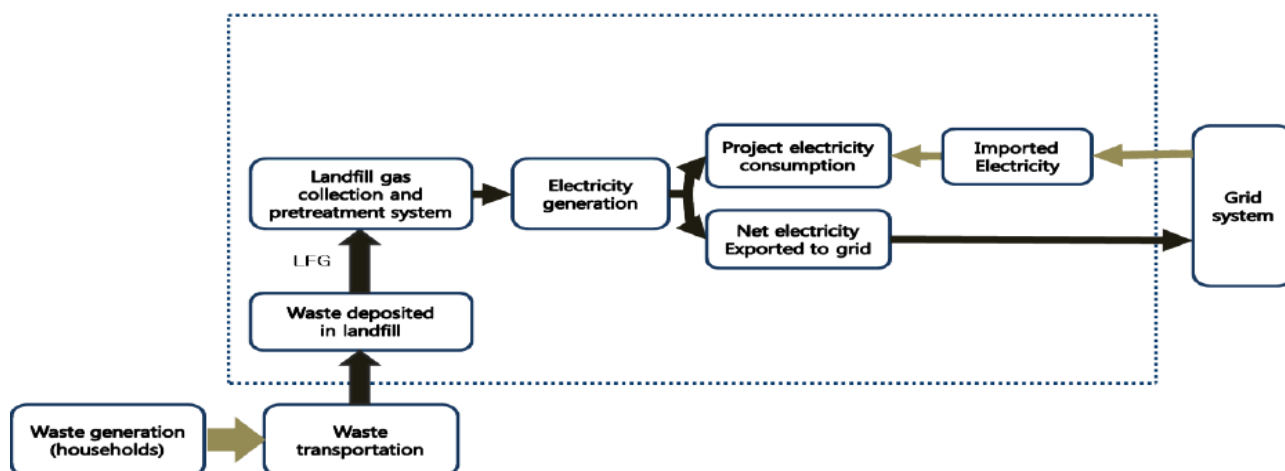 Project electricity
consumption
Imported
Electricity
Grid
system
Landfill gas
collection and
pretreatment system
Electricity
generation
Net electricity
Exported to grid
LFG
Waste deposited
in landfill
Waste generation
(households)
Waste
transportation